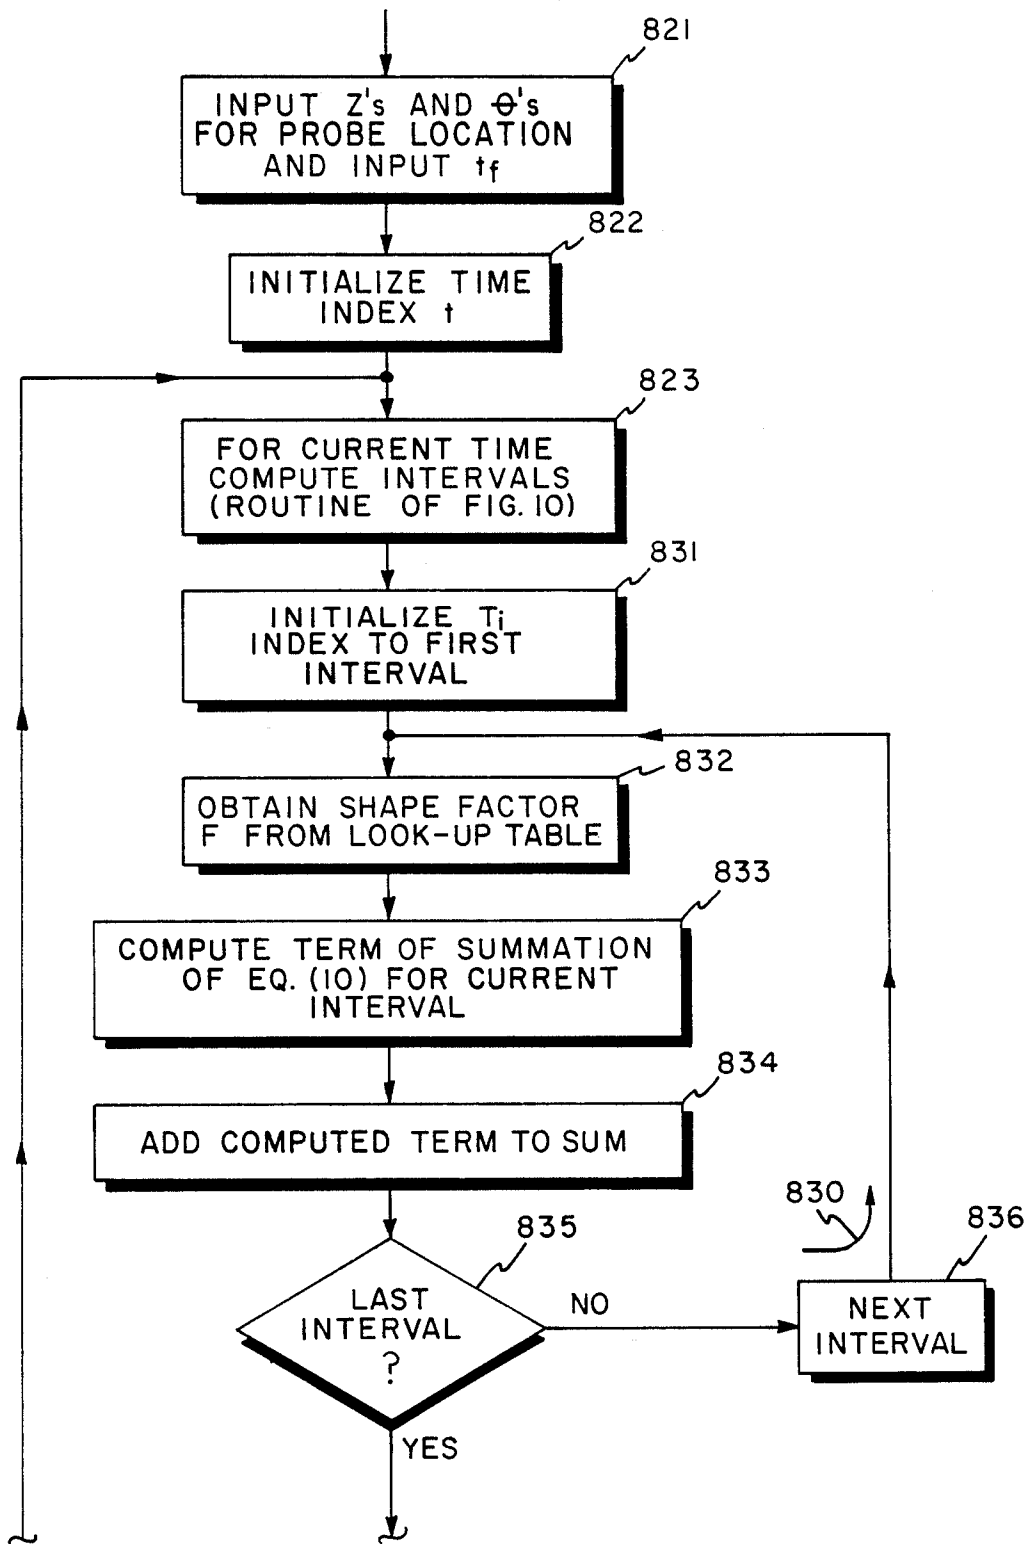 821
INPUT Z's AND θ's
FOR PROBE LOCATION
AND INPUT tf
822
INITIALIZE TIME
INDEX t
823
FOR CURRENT TIME
COMPUTE INTERVALS
(ROUTINE OF FIG. 10)
831
INITIALIZE Ti
INDEX TO FIRST
INTERVAL
832
OBTAIN SHAPE FACTOR
F FROM LOOK-UP TABLE
833
COMPUTE TERM OF SUMMATION
OF EQ. (10) FOR CURRENT
INTERVAL
834
ADD COMPUTED TERM TO SUM
835
LAST
INTERVAL
?
NO
830
836
NEXT
INTERVAL
YES